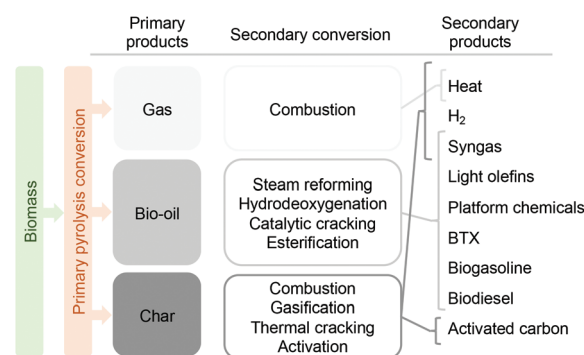 Primary
products
Secondary conversion
Secondary
products
Biomass
Primary pyrolysis conversion
Gas
Combustion
Bio-oil
Steam reforming
Hydrodeoxygenation
Catalytic cracking
Esterification
Char
Combustion
Gasification
Thermal cracking
Activation
Heat
H₂
Syngas
Light olefins
Platform chemicals
BTX
Biogasoline
Biodiesel
Activated carbon